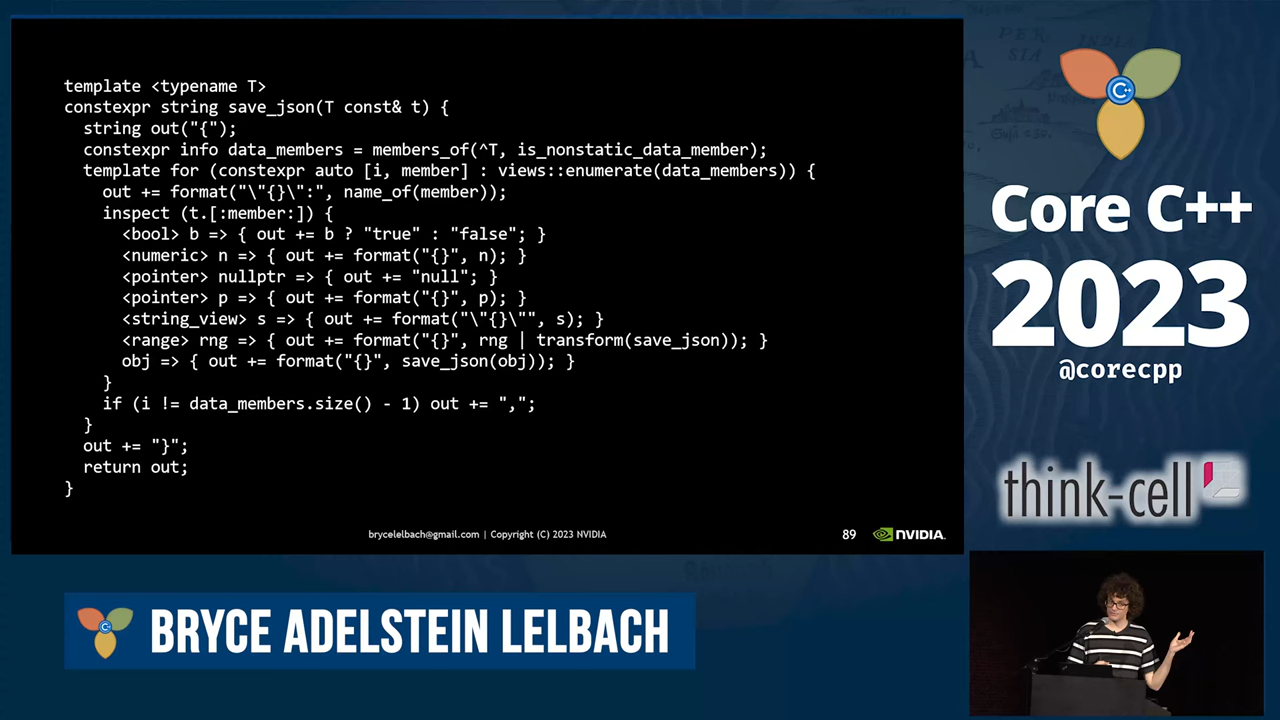 template <typename T>
constexpr string save_json(T const& t) {
  string out("{");
  constexpr info data_members = members_of(^T, is_nonstatic_data_member);
  template for (constexpr auto [i, member] : views::enumerate(data_members)) {
    out += format("\"{}\":", name_of(member));
    inspect (t.[:member:]) {
      <bool> b => { out += b ? "true" : "false"; }
      <numeric> n => { out += format("{}", n); }
      <pointer> nullptr => { out += "null"; }
      <pointer> p => { out += format("{}", p); }
      <string_view> s => { out += format("\"{}\"", s); }
      <range> rng => { out += format("{}", rng | transform(save_json)); }
      obj => { out += format("{}", save_json(obj)); }
    }
    if (i != data_members.size() - 1) out += ",";
  }
  out += "}";
  return out;
}
brycelelbach@gmail.com | Copyright (C) 2023 NVIDIA
89
NVIDIA.
C++
Core C++
2023
@corecpp
think-cell
C++
BRYCE ADELSTEIN LELBACH
PER
SIA
INDIA